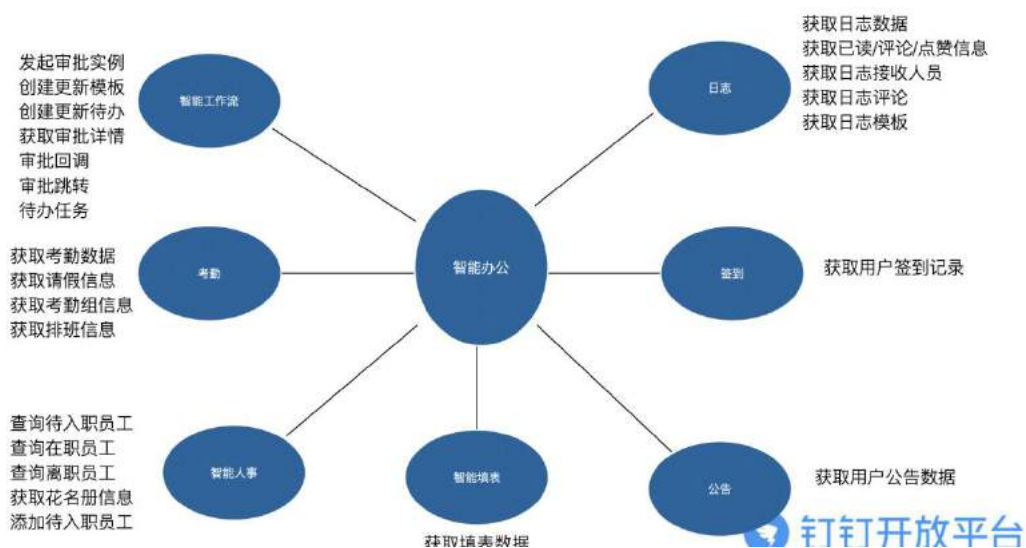 发起审批实例
创建更新模板
创建更新待办
获取审批详情
审批回调
审批跳转
待办任务
智能工作流
日志
获取日志数据
获取已读/评论/点赞信息
获取日志接收人员
获取日志评论
获取日志模板
获取考勤数据
获取请假信息
获取考勤组信息
获取排班信息
考勤
智能办公
签到
获取用户签到记录
查询待入职员工
查询在职员工
查询离职员工
获取花名册信息
添加待入职员工
智能人事
智能填表
获取填表数据
公告
获取用户公告数据
钉钉开放平台